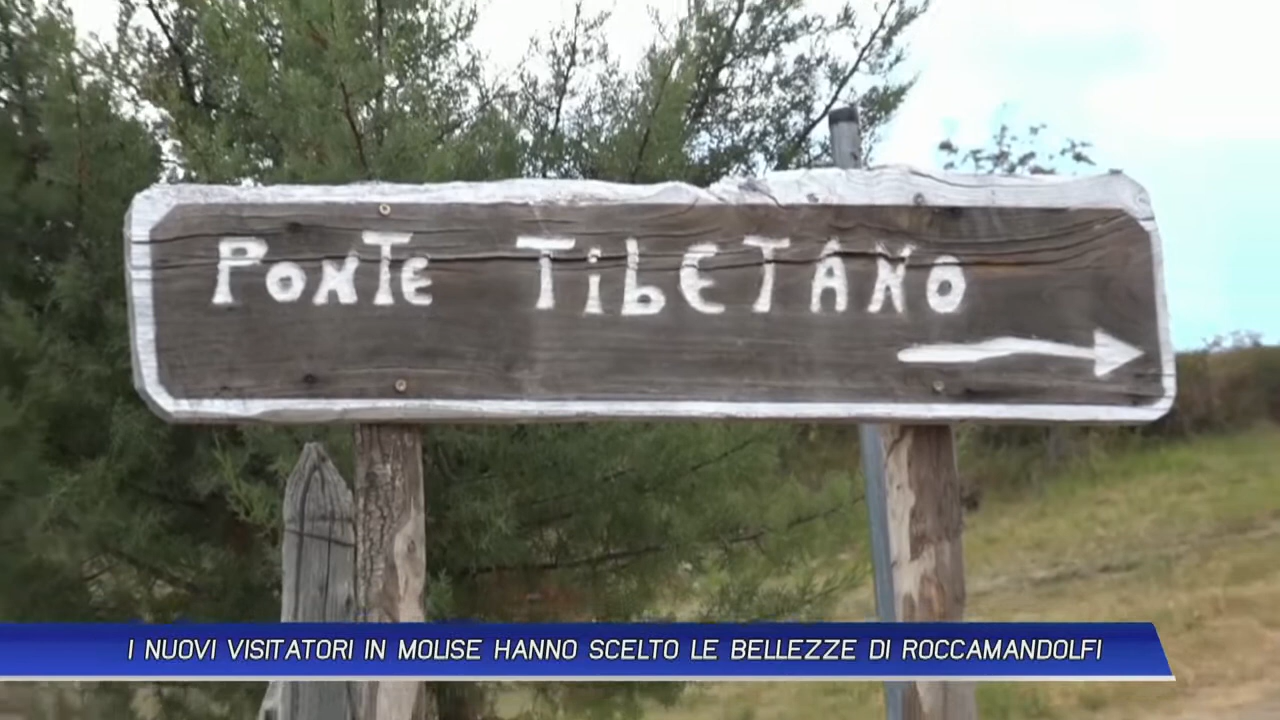 PONTE TibETANO
I NUOVI VISITATORI IN MOLISE HANNO SCELTO LE BELLEZZE DI ROCCAMANDOLFI